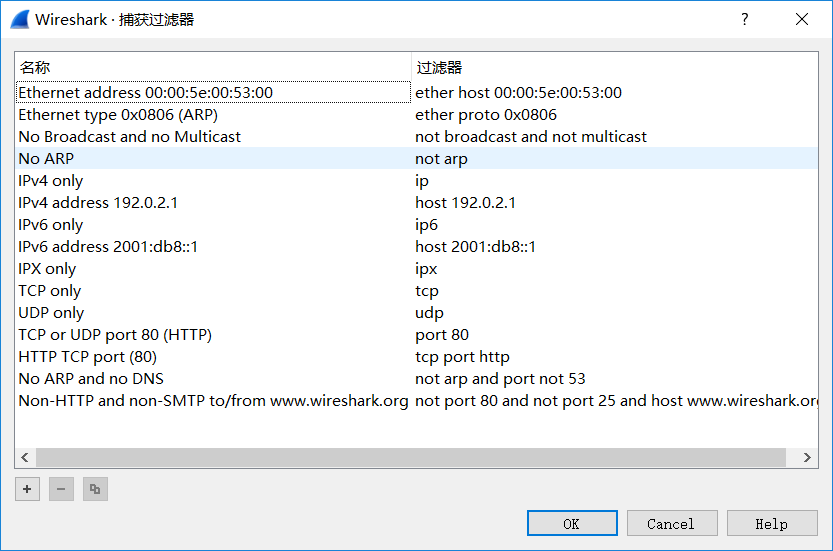 Wireshark · 捕获过滤器
名称 过滤器
Ethernet address 00:00:5e:00:53:00 ether host 00:00:5e:00:53:00
Ethernet type 0x0806 (ARP) ether proto 0x0806
No Broadcast and no Multicast not broadcast and not multicast
No ARP not arp
IPv4 only ip
IPv4 address 192.0.2.1 host 192.0.2.1
IPv6 only ip6
IPv6 address 2001:db8::1 host 2001:db8::1
IPX only ipx
TCP only tcp
UDP only udp
TCP or UDP port 80 (HTTP) port 80
HTTP TCP port (80) tcp port http
No ARP and no DNS not arp and port not 53
Non-HTTP and non-SMTP to/from www.wireshark.org not port 80 and not port 25 and host www.wireshark.org
OK Cancel Help